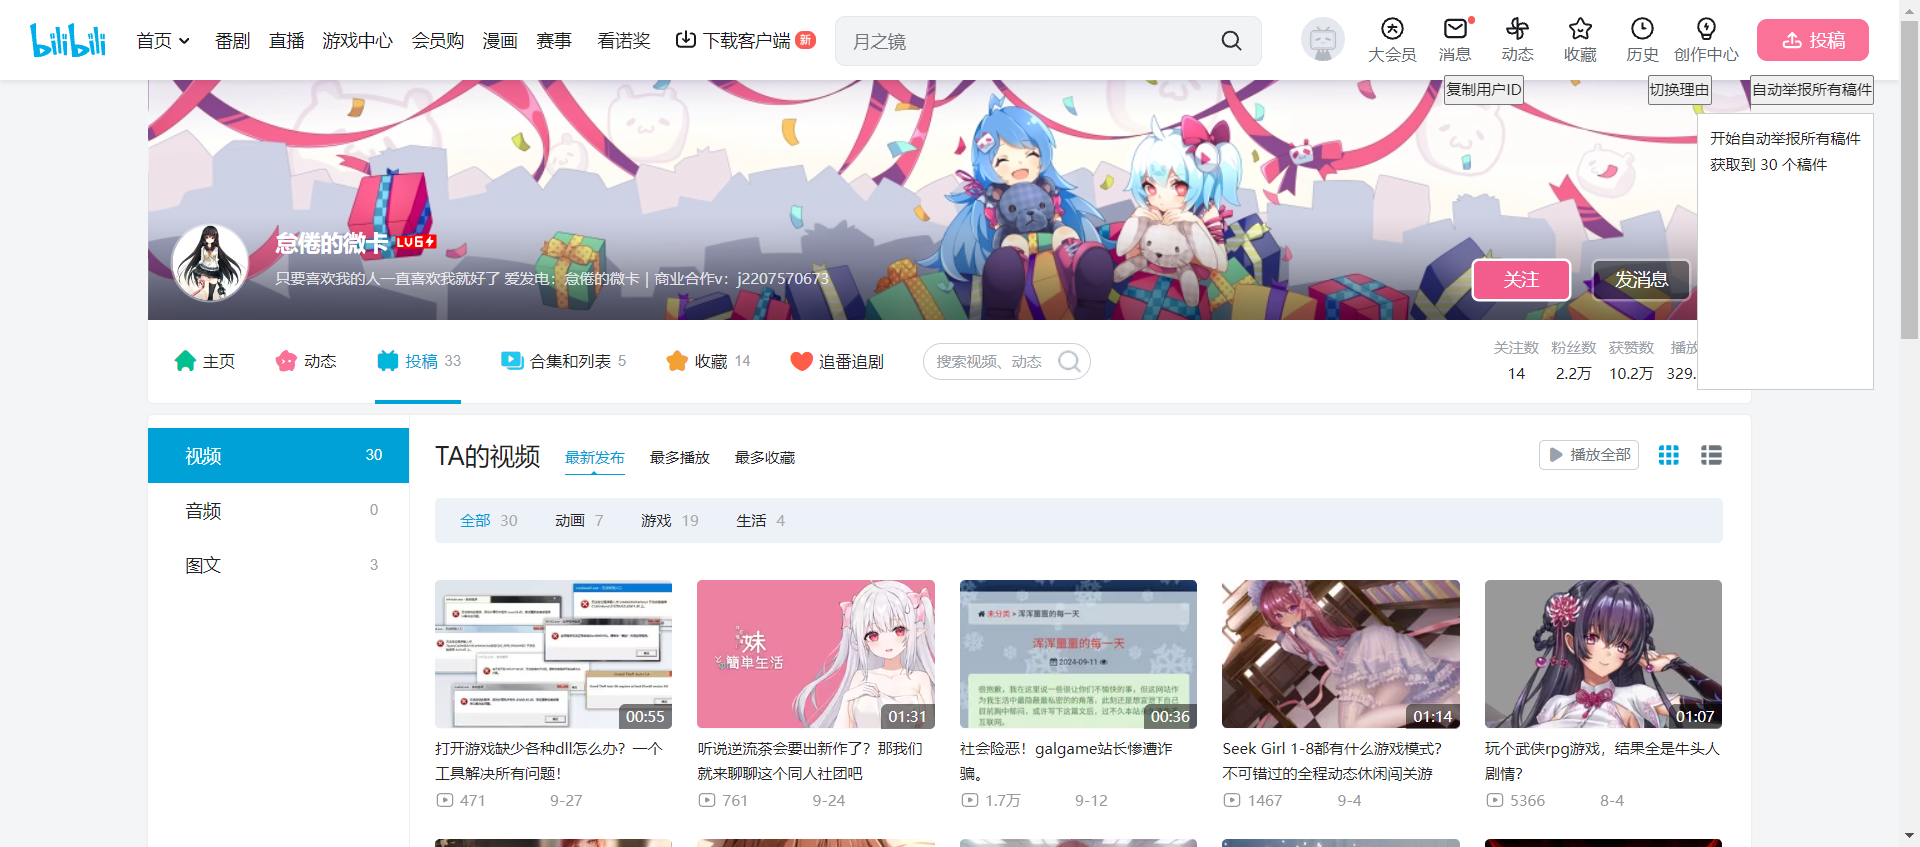 bilibili
首页 番剧 直播 游戏中心 会员购 漫画 赛事 看诺奖 下载客户端 新
月之镜
大会员 消息 动态 收藏 历史 创作中心 投稿
复制用户ID 切换理由 自动举报所有稿件
开始自动举报所有稿件
获取到 30 个稿件
怠倦的微卡 LV6
只要喜欢我的人一直喜欢我就好了 爱发电：怠倦的微卡 | 商业合作v：j2207570673
关注 发消息
主页 动态 投稿 33 合集和列表 5 收藏 14 追番追剧 搜索视频、动态
关注数 粉丝数 获赞数 播放
14 2.2万 10.2万 329.
视频 30
音频 0
图文 3
TA的视频 最新发布 最多播放 最多收藏 播放全部
全部 30 动画 7 游戏 19 生活 4
00:55
妹
簡単生活
01:31
未分类 > 浑浑噩噩的每一天
浑浑噩噩的每一天
2024-09-11
00:36
01:14
01:07
打开游戏缺少各种dll怎么办？一个
工具解决所有问题！
471 9-27
听说逆流茶会要出新作了？那我们
就来聊聊这个同人社团吧
761 9-24
社会险恶！galgame站长惨遭诈
骗。
1.7万 9-12
Seek Girl 1-8都有什么游戏模式？
不可错过的全程动态休闲闯关游
1467 9-4
玩个武侠rpg游戏，结果全是牛头人
剧情？
5366 8-4